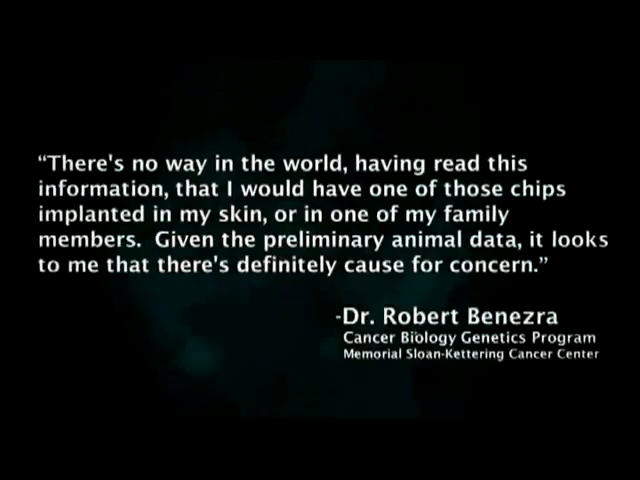 “There's no way in the world, having read this
information, that I would have one of those chips
implanted in my skin, or in one of my family
members.  Given the preliminary animal data, it looks
to me that there's definitely cause for concern.”
-Dr. Robert Benezra
Cancer Biology Genetics Program
Memorial Sloan-Kettering Cancer Center